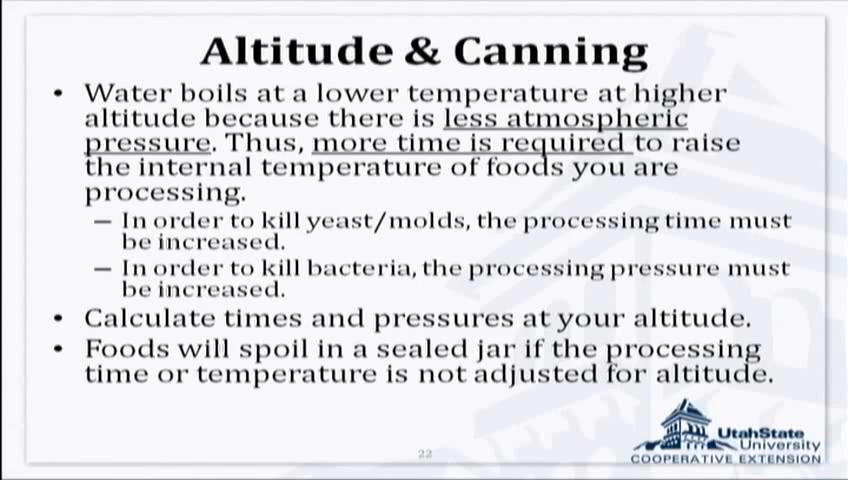 Altitude & Canning
• Water boils at a lower temperature at higher
altitude because there is less atmospheric
pressure. Thus, more time is required to raise
the internal temperature of foods you are
processing.
– In order to kill yeast/molds, the processing time must
be increased.
– In order to kill bacteria, the processing pressure must
be increased.
• Calculate times and pressures at your altitude.
• Foods will spoil in a sealed jar if the processing
time or temperature is not adjusted for altitude.
22
UtahState
University
COOPERATIVE EXTENSION